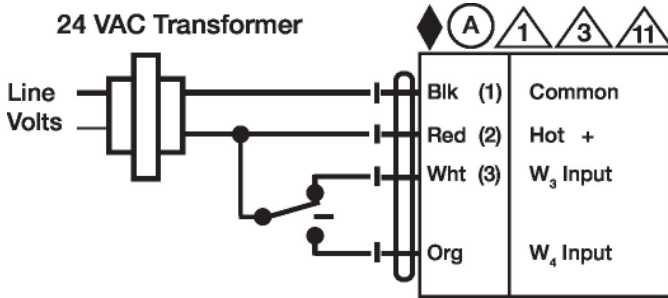 24 VAC Transformer
A 1 3 11
Line Volts
Blk (1) Common
Red (2) Hot +
Wht (3) W₃ Input
Org W₄ Input